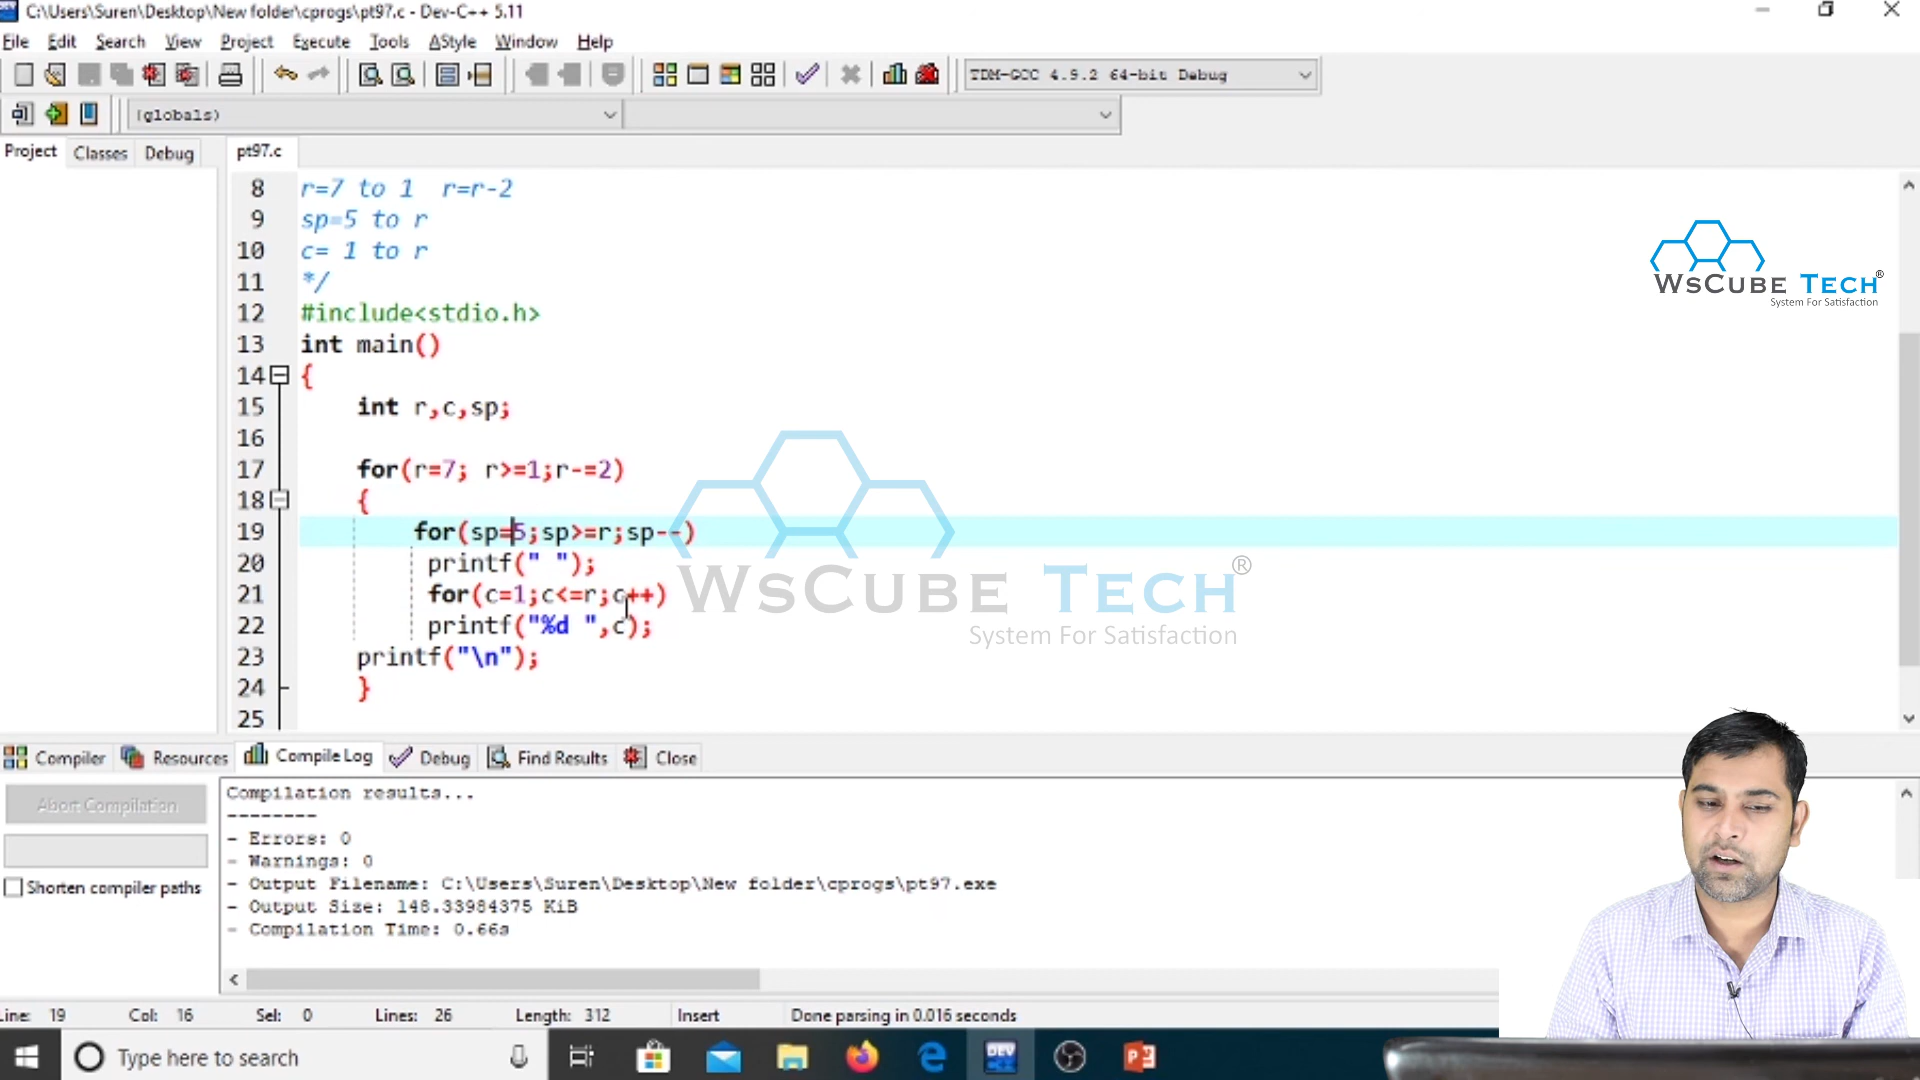 C:\Users\Suren\Desktop\New folder\cprogs\pt97.c - Dev-C++ 5.11
File Edit Search View Project Execute Tools AStyle Window Help
TDM-GCC 4.9.2 64-bit Debug
(globals)
Project Classes Debug
pt97.c
8 r=7 to 1 r=r-2
9 sp=5 to r
10 c= 1 to r
11 */
12 #include<stdio.h>
13 int main()
14 {
15 int r,c,sp;
16
17 for(r=7; r>=1;r-=2)
18 {
19 for(sp=5;sp>=r;sp--)
20 printf(" ");
21 for(c=1;c<=r;c++)
22 printf("%d ",c);
23 printf("\n");
24 }
25
WsCube Tech®
System For Satisfaction
WsCube Tech®
System For Satisfaction
Compiler Resources Compile Log Debug Find Results Close
Abort Compilation
Shorten compiler paths
Compilation results...
--------
- Errors: 0
- Warnings: 0
- Output Filename: C:\Users\Suren\Desktop\New folder\cprogs\pt97.exe
- Output Size: 148.33984375 KiB
- Compilation Time: 0.66s
Line: 19 Col: 16 Sel: 0 Lines: 26 Length: 312 Insert Done parsing in 0.016 seconds
Type here to search
DEV